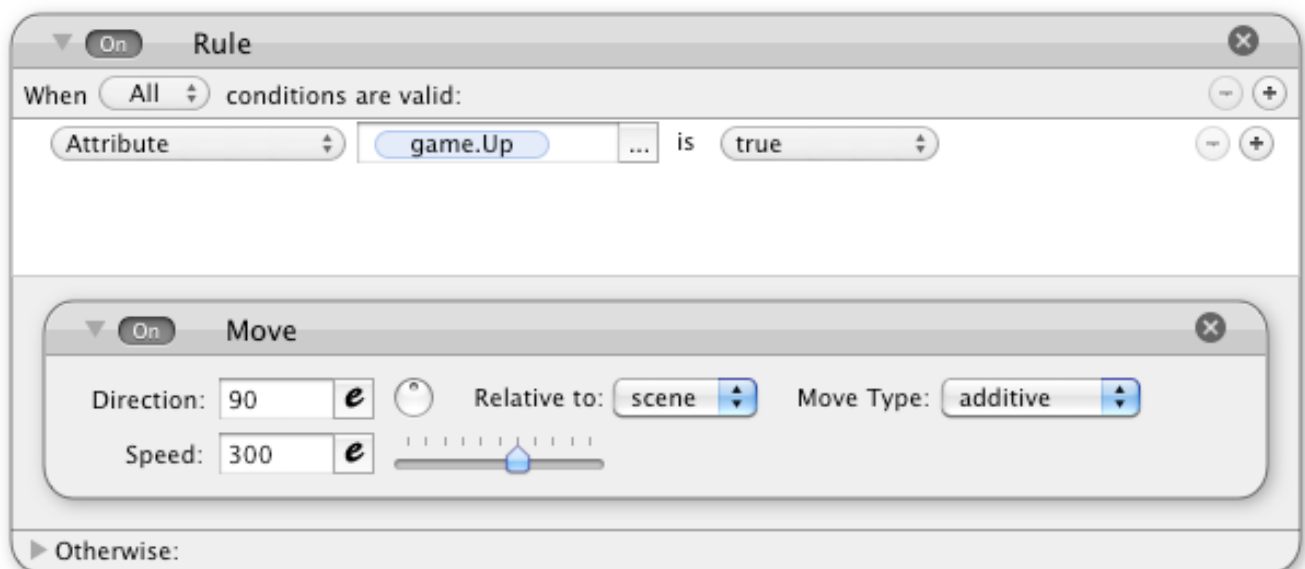 On Rule
When All conditions are valid:
Attribute game.Up ... is true
On Move
Direction: 90 e Relative to: scene Move Type: additive
Speed: 300 e
Otherwise: